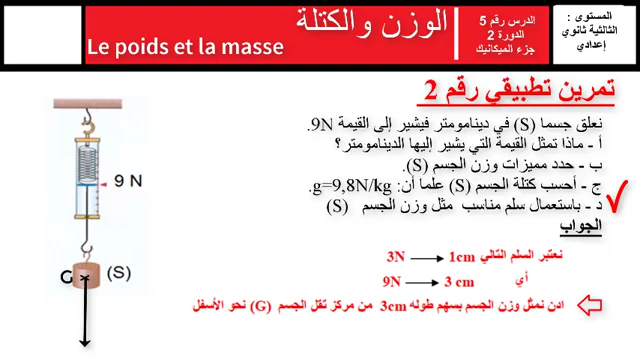 المستوى :
الثالثية ثانوي
إعدادي
الدرس رقم 5
الدورة 2
جزء الميكانيك
الوزن والكتلة
Le poids et la masse
تمرين تطبيقي رقم 2
نعلق جسما (S) في دينامومتر فيشير إلى القيمة 9N.
أ - ماذا تمثل القيمة التي يشير إليها الدينامومتر؟
ب - حدد مميزات وزن الجسم (S).
ج - أحسب كتلة الجسم (S) علما أن: g=9,8N/kg.
د - باستعمال سلم مناسب مثل وزن الجسم (S)
الجواب
نعتبر السلم التالي 1cm ⟶ 3N
أي 3 cm ⟶ 9N
اذن نمثل وزن الجسم بسهم طوله 3cm من مركز ثقل الجسم (G) نحو الأسفل
9 N
G
(S)